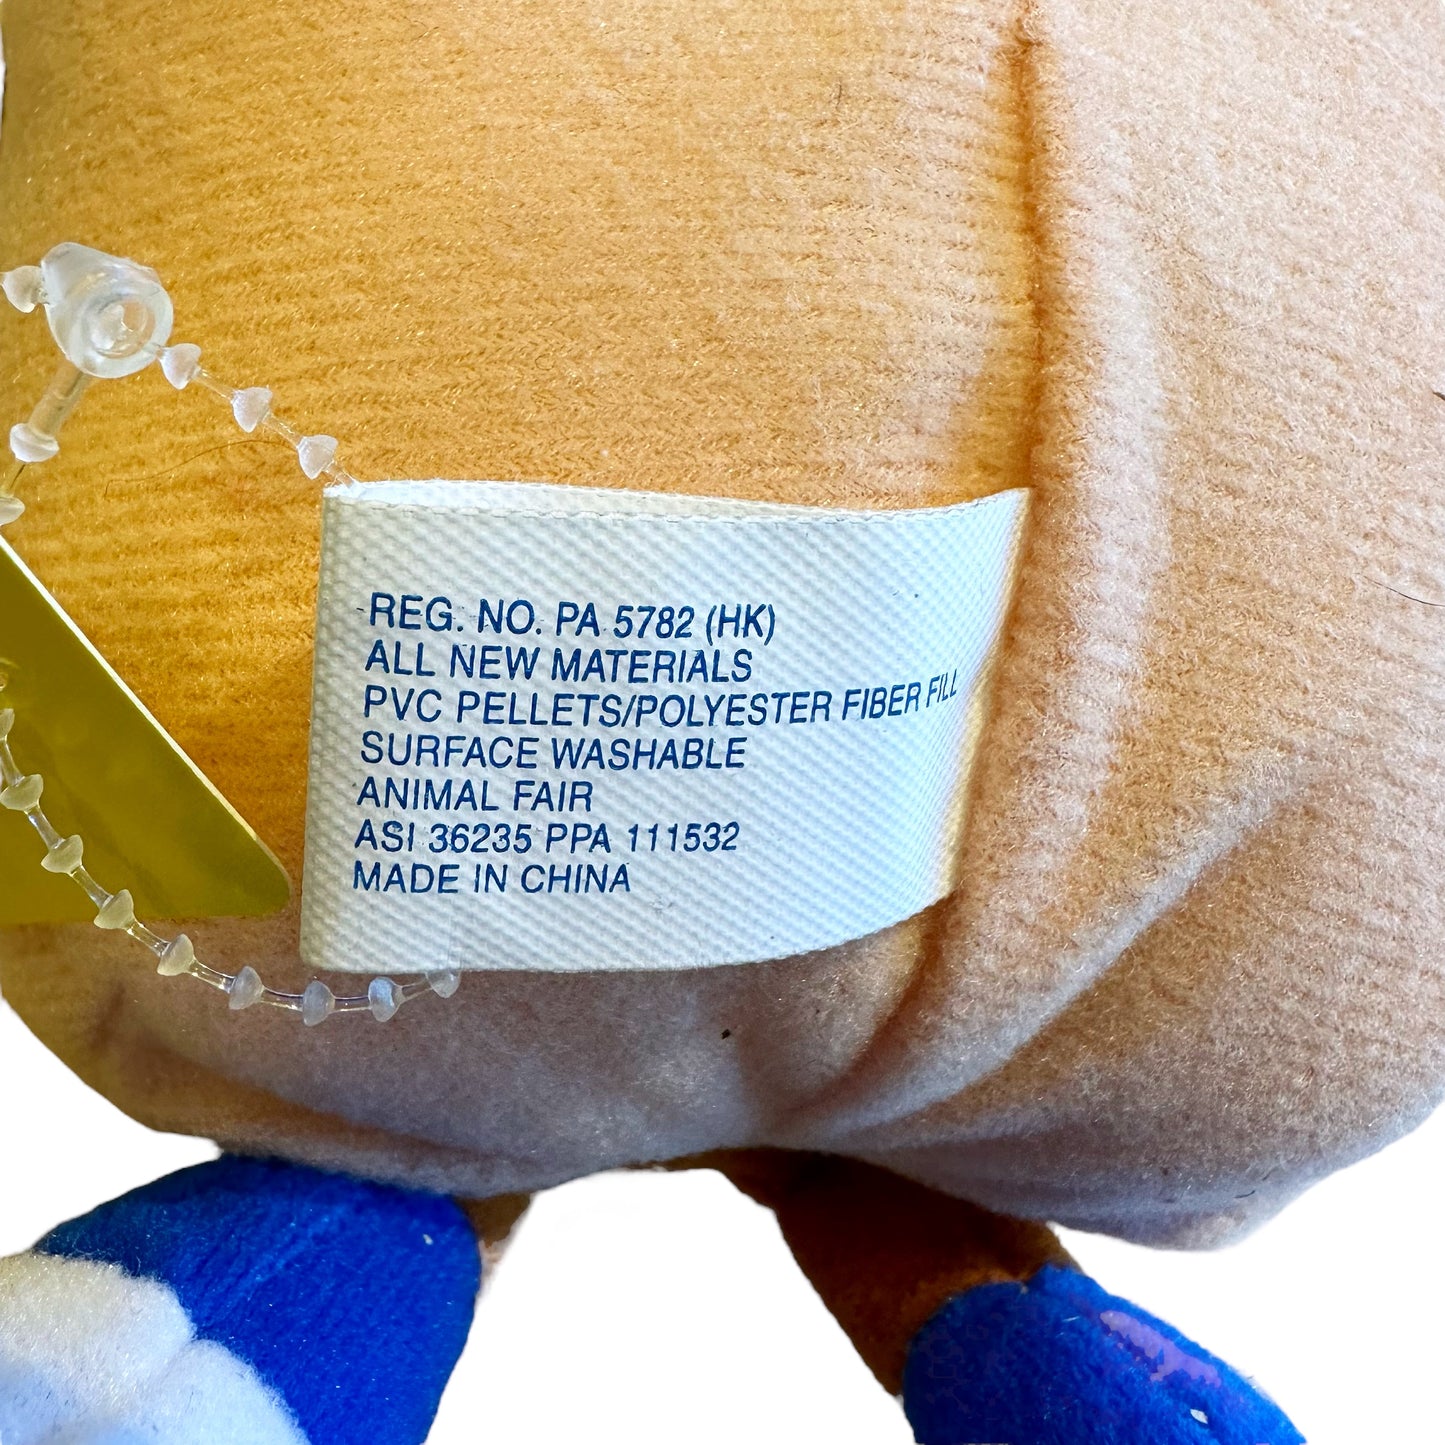 REG. NO. PA 5782 (HK)
ALL NEW MATERIALS
PVC PELLETS/POLYESTER FIBER FILL
SURFACE WASHABLE
ANIMAL FAIR
ASI 36235 PPA 111532
MADE IN CHINA